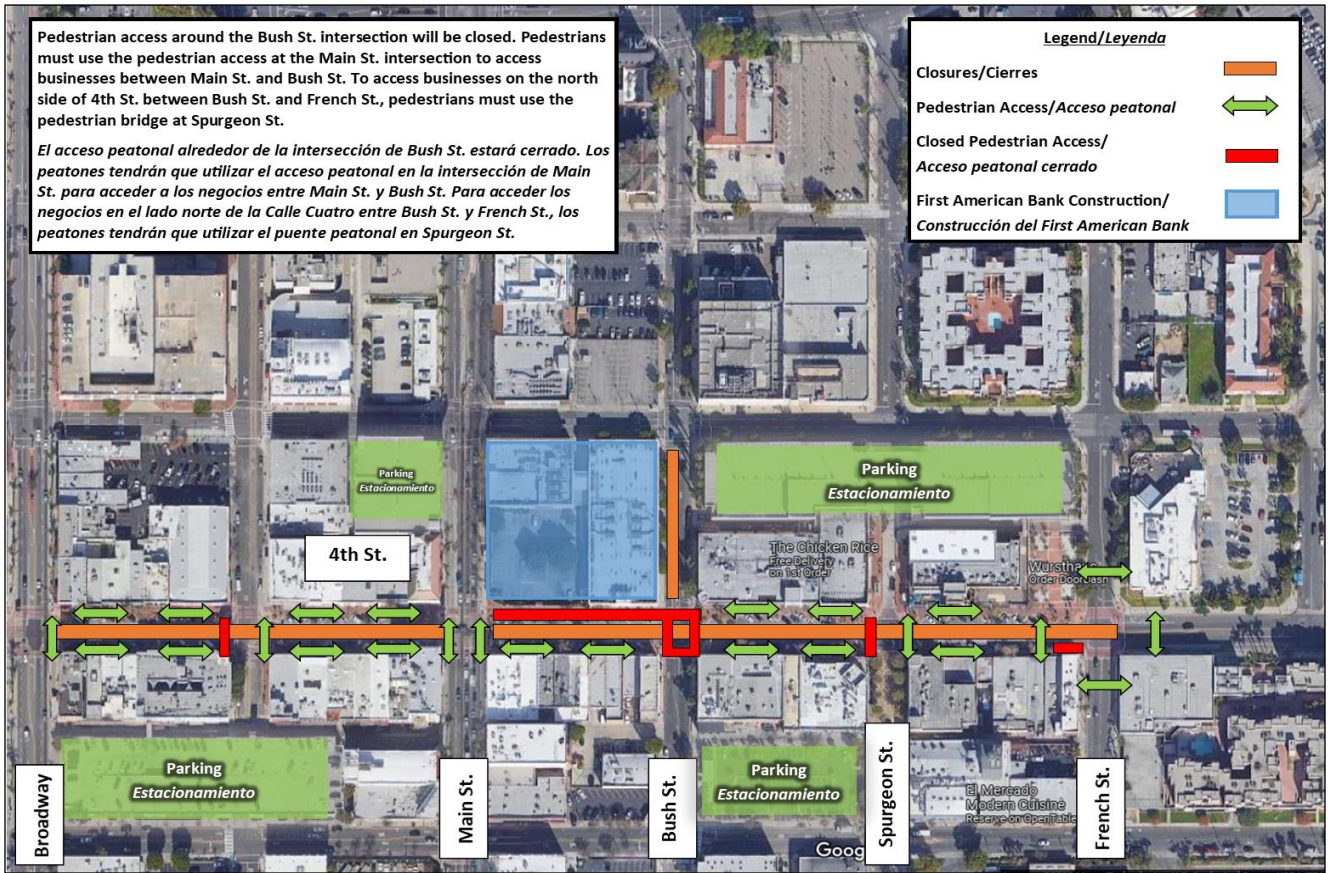 Pedestrian access around the Bush St. intersection will be closed. Pedestrians
must use the pedestrian access at the Main St. intersection to access
businesses between Main St. and Bush St. To access businesses on the north
side of 4th St. between Bush St. and French St., pedestrians must use the
pedestrian bridge at Spurgeon St.
El acceso peatonal alrededor de la intersección de Bush St. estará cerrado. Los
peatones tendrán que utilizar el acceso peatonal en la intersección de Main
St. para acceder a los negocios entre Main St. y Bush St. Para acceder los
negocios en el lado norte de la Calle Cuatro entre Bush St. y French St., los
peatones tendrán que utilizar el puente peatonal en Spurgeon St.
Legend/Leyenda
Closures/Cierres
Pedestrian Access/Acceso peatonal
Closed Pedestrian Access/
Acceso peatonal cerrado
First American Bank Construction/
Construcción del First American Bank
Parking
Estacionamiento
Parking
Estacionamiento
4th St.
The Chicken Rice
Free Delivery
on 1st Order
Order DoorDash
Parking
Estacionamiento
Parking
Estacionamiento
El Mercado
Modern Cuisine
Reserve on OpenTable
Broadway
Main St.
Bush St.
Spurgeon St.
French St.